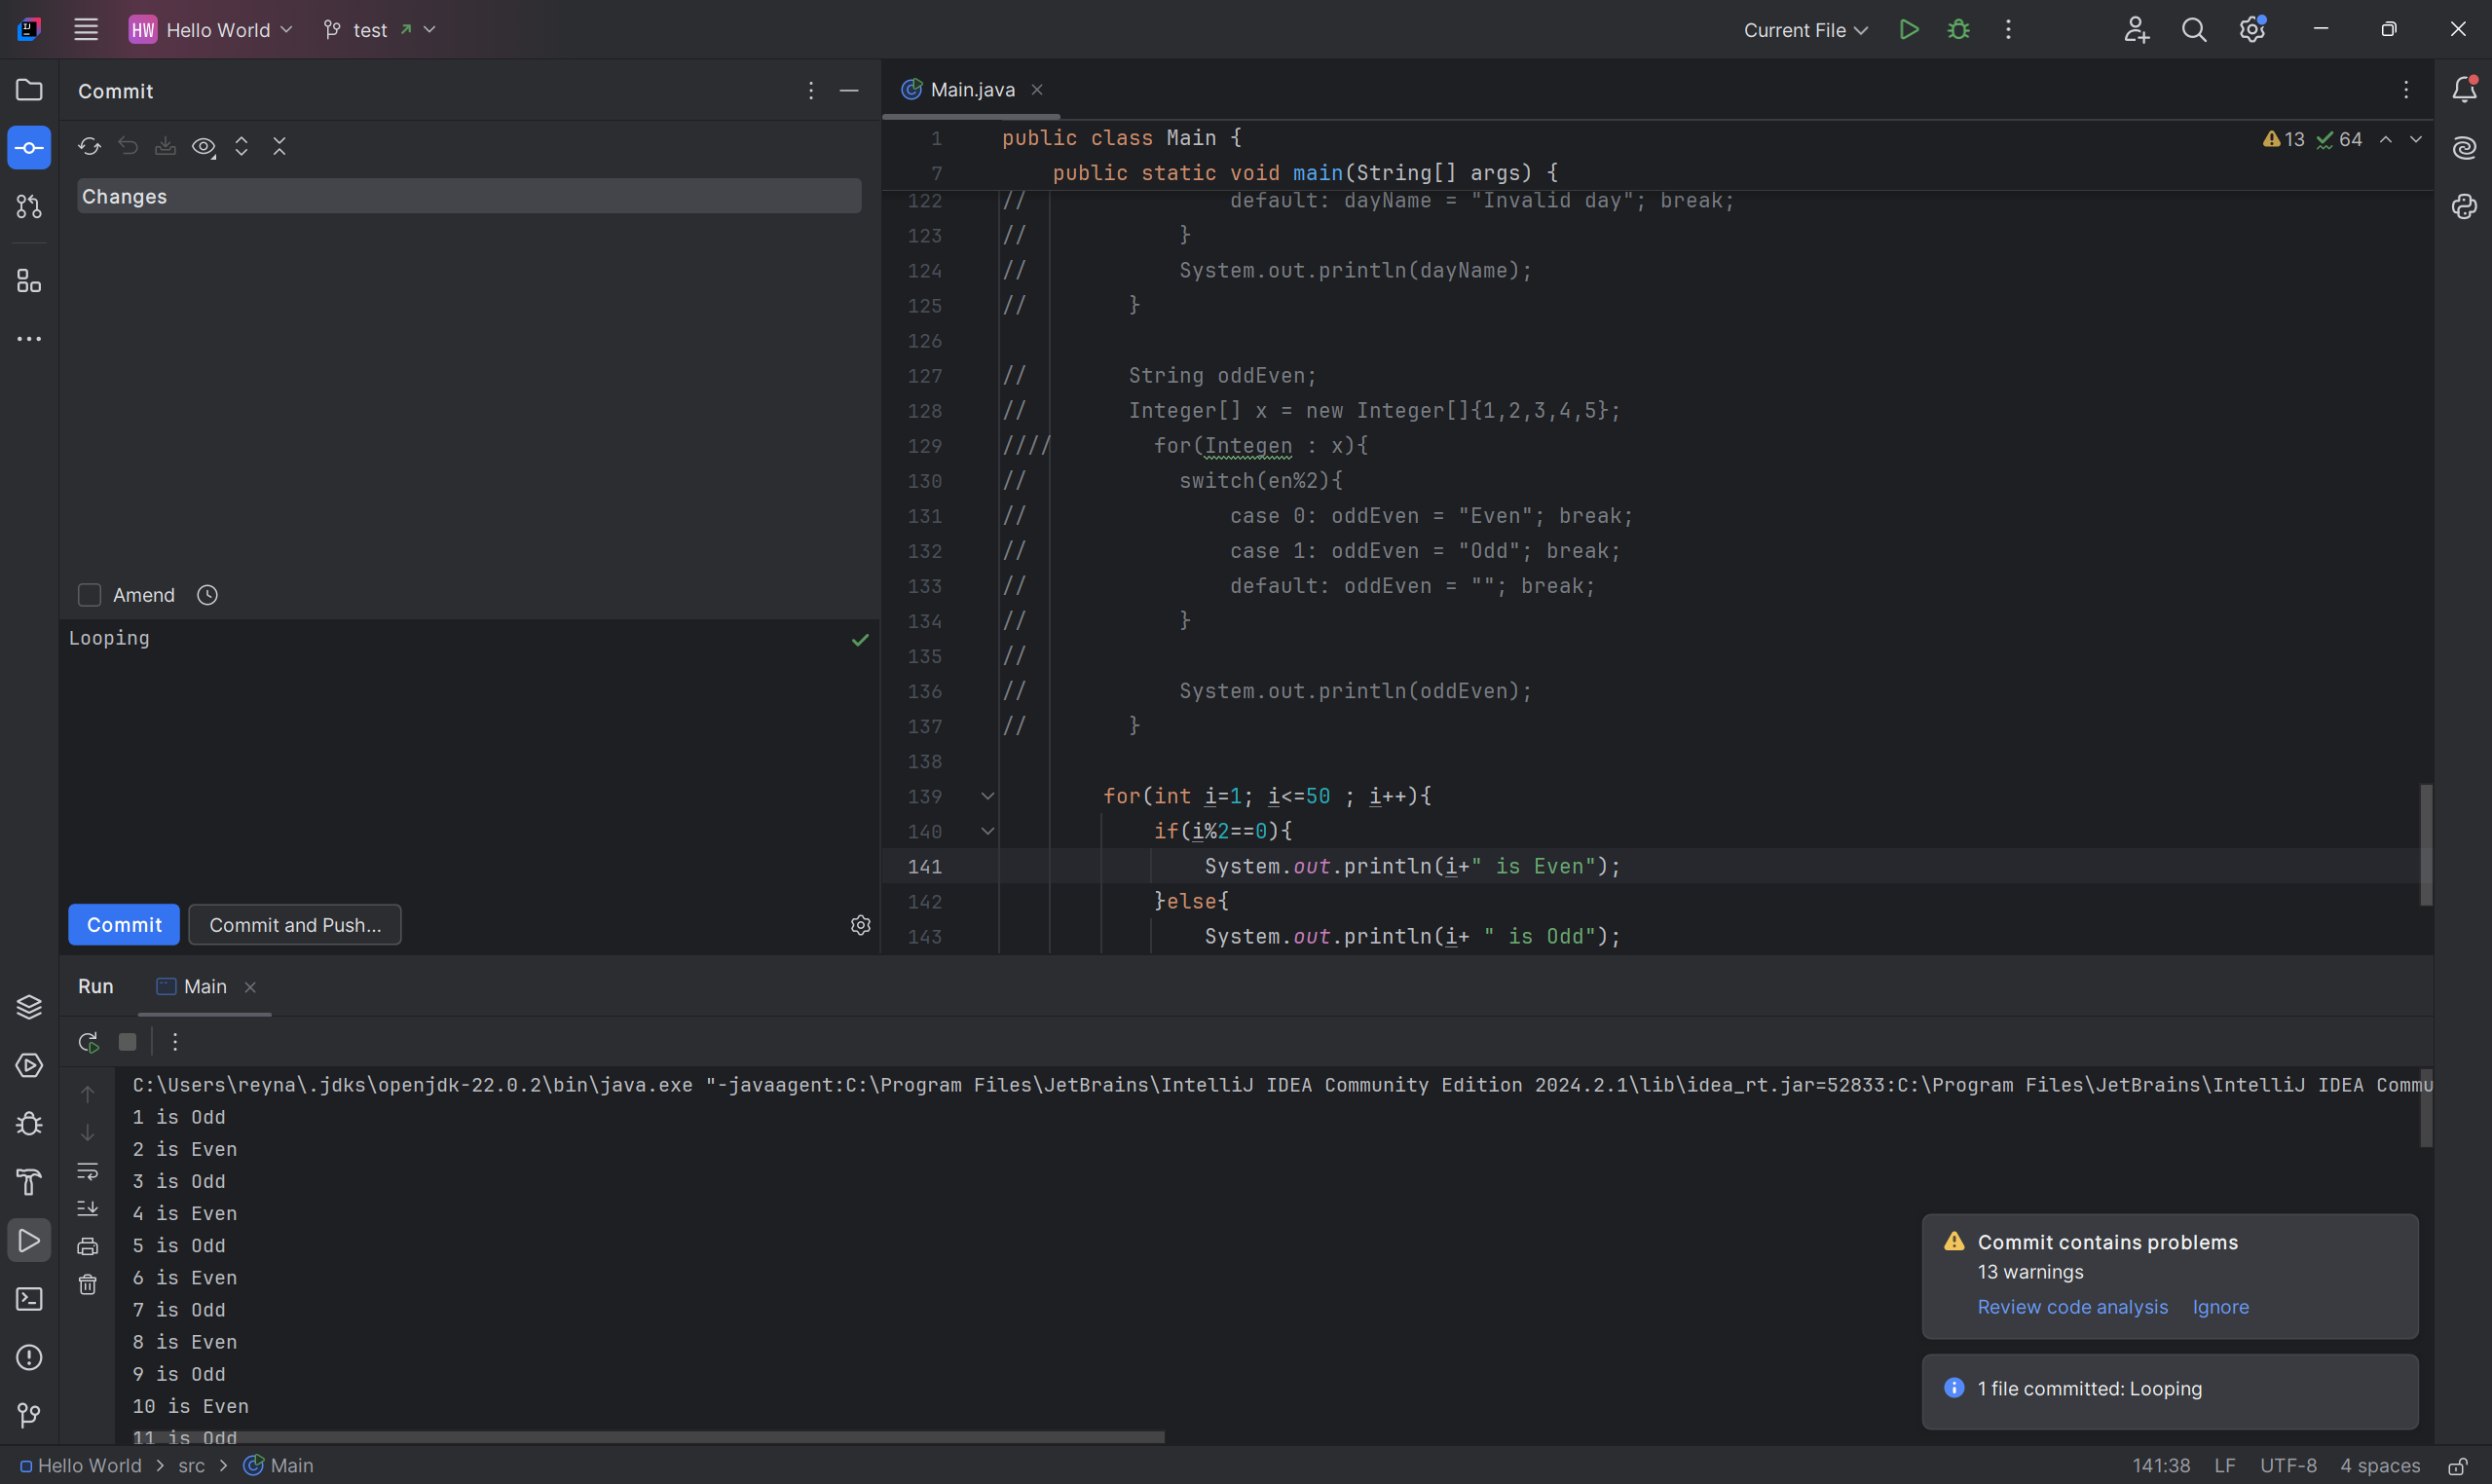 HW Hello World test Current File
Commit
Changes
Amend
Looping
Commit Commit and Push...
Main.java
13 64
1 public class Main {
7 public static void main(String[] args) {
122 // default: dayName = "Invalid day"; break;
123 // }
124 // System.out.println(dayName);
125 // }
126
127 // String oddEven;
128 // Integer[] x = new Integer[]{1,2,3,4,5};
129 //// for(Integen : x){
130 // switch(en%2){
131 // case 0: oddEven = "Even"; break;
132 // case 1: oddEven = "Odd"; break;
133 // default: oddEven = ""; break;
134 // }
135 //
136 // System.out.println(oddEven);
137 // }
138
139 for(int i=1; i<=50 ; i++){
140 if(i%2==0){
141 System.out.println(i+" is Even");
142 }else{
143 System.out.println(i+ " is Odd");
Run Main
C:\Users\reyna\.jdks\openjdk-22.0.2\bin\java.exe "-javaagent:C:\Program Files\JetBrains\IntelliJ IDEA Community Edition 2024.2.1\lib\idea_rt.jar=52833:C:\Program Files\JetBrains\IntelliJ IDEA Commu
1 is Odd
2 is Even
3 is Odd
4 is Even
5 is Odd
6 is Even
7 is Odd
8 is Even
9 is Odd
10 is Even
11 is Odd
Commit contains problems
13 warnings
Review code analysis Ignore
1 file committed: Looping
Hello World > src > Main 141:38 LF UTF-8 4 spaces